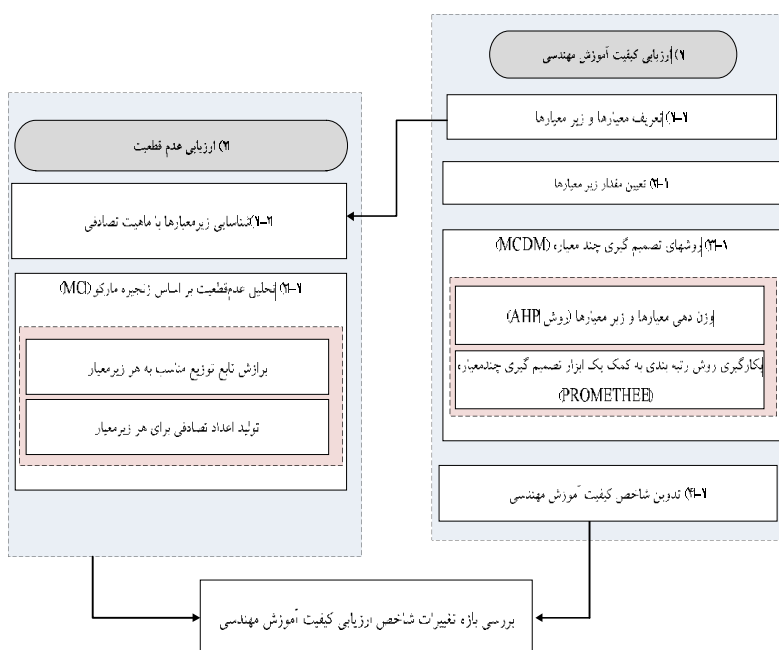 ۱) ارزیابی کیفیت آموزش مهندسی
۱-۱) تعریف معیارها و زیر معیارها
۲-۱) تعیین مقدار زیر معیارها
۳-۱) روشهای تصمیم گیری چند معیاره (MCDM)
وزن دهی معیارها و زیر معیارها (روش AHP)
بکارگیری روش رتبه بندی به کمک یک ابزار تصمیم گیری چندمعیاره
(PROMETHEE)
۴-۱) تدوین شاخص کیفیت آموزش مهندسی
۲) ارزیابی عدم قطعیت
۱-۲) شناسایی زیرمعیارها با ماهیت تصادفی
۲-۲) تحلیل عدم‌قطعیت بر اساس زنجیره مارکو (MC)
برازش تابع توزیع مناسب به هر زیرمعیار
تولید اعداد تصادفی برای هر زیرمعیار
بررسی بازه تغییرات شاخص ارزیابی کیفیت آموزش مهندسی